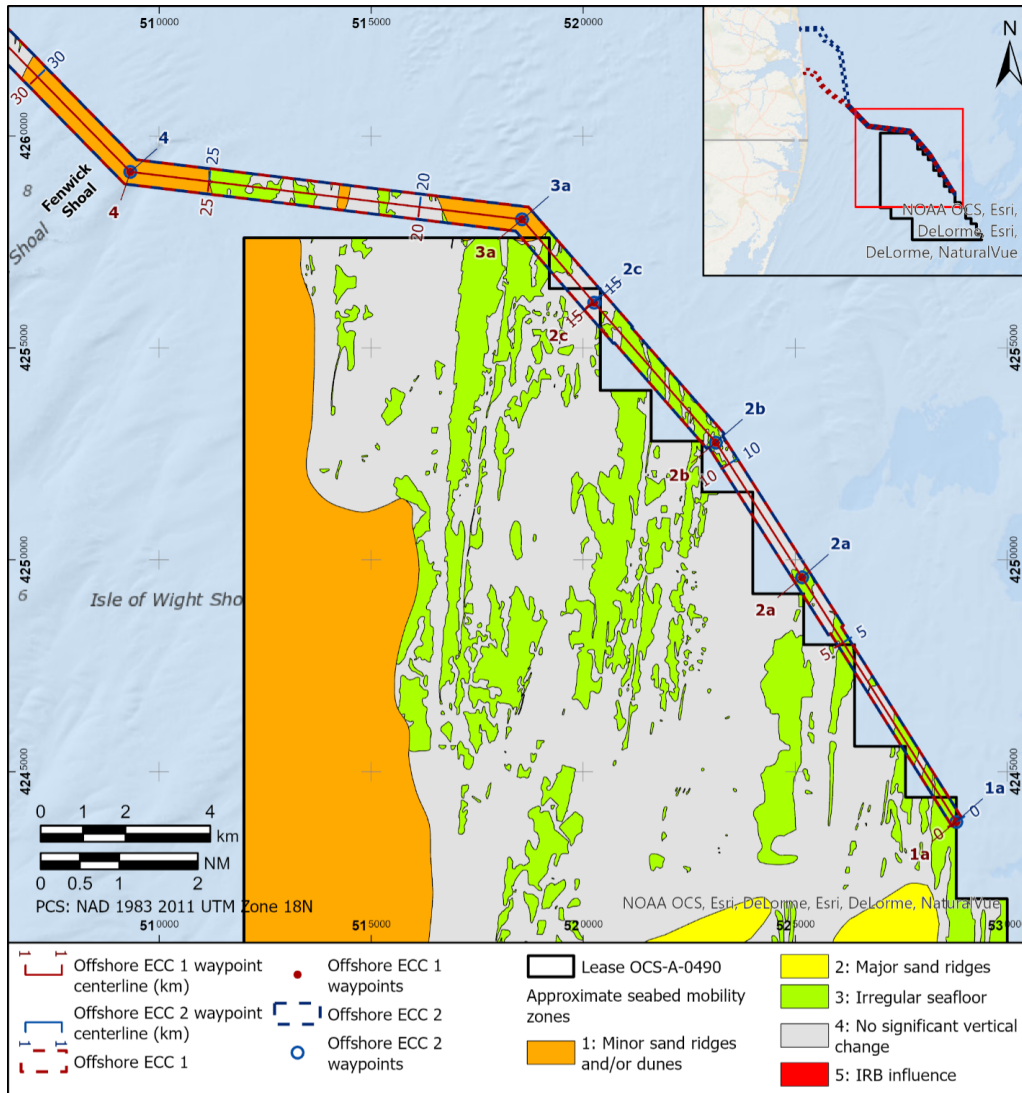 510000
515000
520000
N
30
30
4260000
4260000
4
25
20
3a
Fenwick
Shoal
4
25
20
3a
Shoal
NOAA OCS, Esri,
DeLorme, Esri,
DeLorme, NaturalVue
2c
15
15
2c
4255000
4255000
2b
10
10
2b
4250000
4250000
2a
Isle of Wight Sho
2a
5
5
4245000
4245000
1a
0
0
1a
0 1 2 4
km
NM
0 0.5 1 2
PCS: NAD 1983 2011 UTM Zone 18N
NOAA OCS, Esri, DeLorme, Esri, DeLorme, NaturalVue
510000
515000
520000
525000
530000
Offshore ECC 1 waypoint
centerline (km)
Offshore ECC 2 waypoint
centerline (km)
Offshore ECC 1
Offshore ECC 1
waypoints
Offshore ECC 2
Offshore ECC 2
waypoints
Lease OCS-A-0490
Approximate seabed mobility
zones
1: Minor sand ridges
and/or dunes
2: Major sand ridges
3: Irregular seafloor
4: No significant vertical
change
5: IRB influence